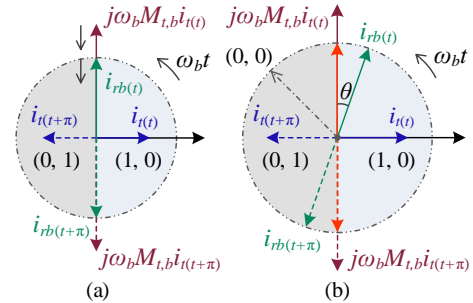 jω_bM_{t,b}i_{t(t)}
i_{rb(t)}
ω_bt
i_{t(t+π)}
i_{t(t)}
(0, 1)
(1, 0)
i_{rb(t+π)}
jω_bM_{t,b}i_{t(t+π)}
(a)
jω_bM_{t,b}i_{t(t)}
i_{rb(t)}
(0, 0)
ω_bt
θ
i_{t(t+π)}
i_{t(t)}
(0, 1)
(1, 0)
i_{rb(t+π)}
jω_bM_{t,b}i_{t(t+π)}
(b)